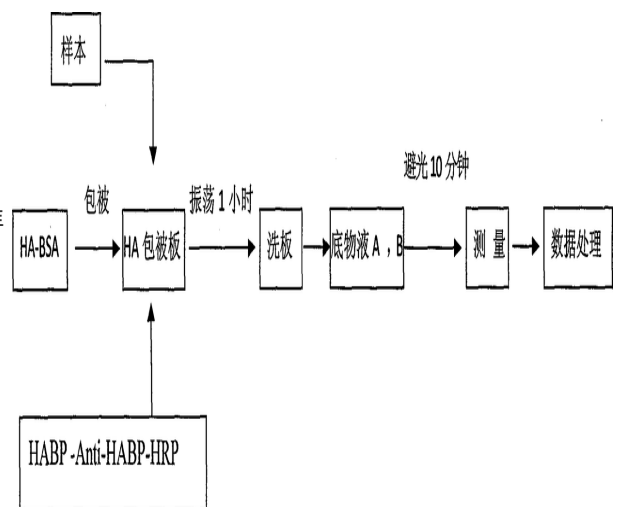 样本
避光 10 分钟
包被
振荡 1 小时
HA-BSA
HA 包被板
洗板
底物液 A ，B
测 量
数据处理
HABP -Anti-HABP-HRP